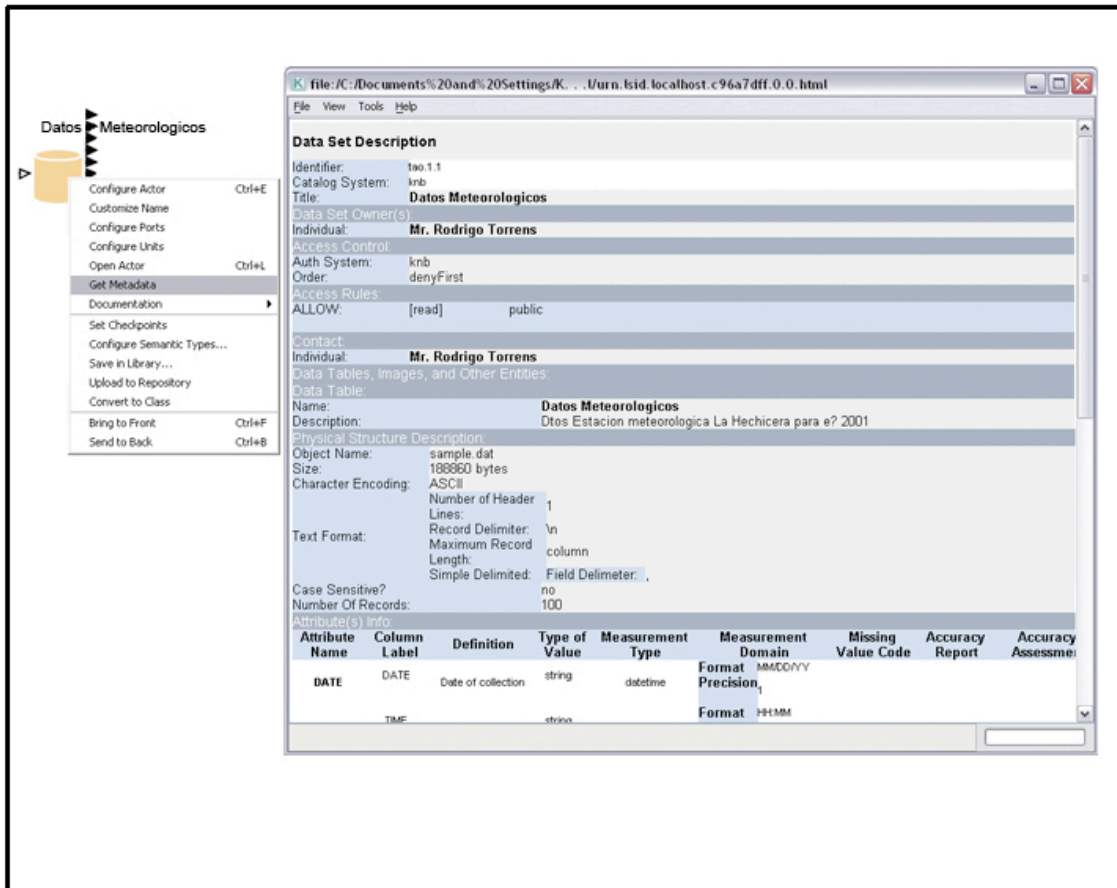 Datos Meteorologicos
Configure Actor Ctrl+E
Customize Name
Configure Ports
Configure Units
Open Actor Ctrl+L
Get Metadata
Documentation
Set Checkpoints
Configure Semantic Types...
Save in Library...
Upload to Repository
Convert to Class
Bring to Front Ctrl+F
Send to Back Ctrl+B
file:/C:/Documents%20and%20Settings/K. . .l/urn.lsid.localhost.c96a7dff.0.0.html
File View Tools Help
Data Set Description
Identifier: tao.1.1
Catalog System: knb
Title: Datos Meteorologicos
Data Set Owner(s):
Individual: Mr. Rodrigo Torrens
Access Control:
Auth System: knb
Order: denyFirst
Access Rules:
ALLOW: [read] public
Contact:
Individual: Mr. Rodrigo Torrens
Data Tables, Images, and Other Entities:
Data Table:
Name: Datos Meteorologicos
Description: Dtos Estacion meteorologica La Hechicera para e? 2001
Physical Structure Description:
Object Name: sample.dat
Size: 188860 bytes
Character Encoding: ASCII
Text Format:
Number of Header Lines: 1
Record Delimiter: \n
Maximum Record Length: column
Simple Delimited: Field Delimeter: ,
Case Sensitive? no
Number Of Records: 100
Attribute(s) Info:
Attribute Name Column Label Definition Type of Value Measurement Type Measurement Domain Missing Value Code Accuracy Report Accuracy Assessme
DATE DATE Date of collection string datetime Format MM/DD/YY
Precision 1
TIME string Format HH:MM